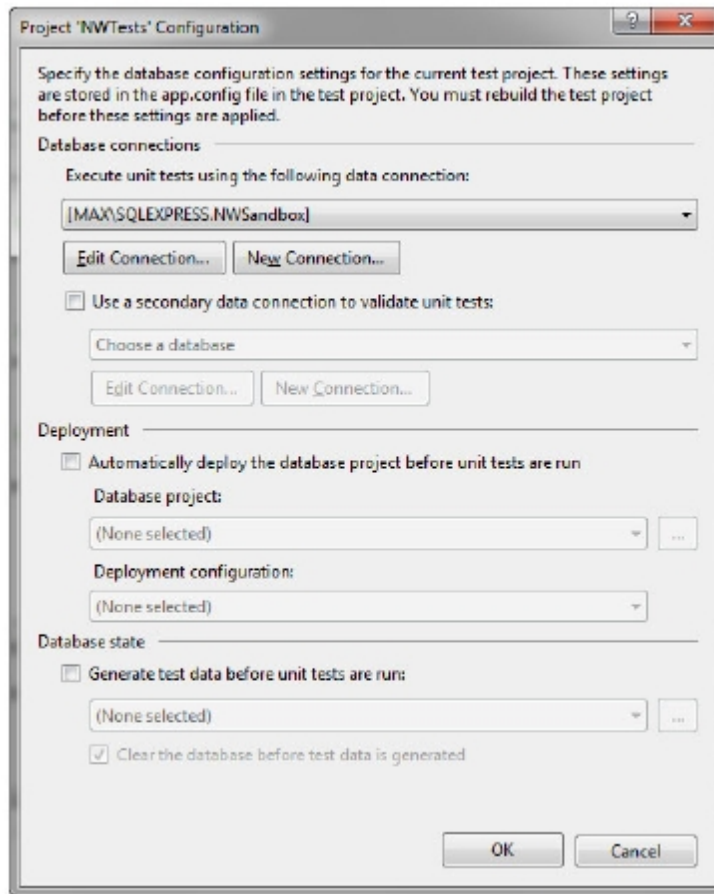 Project 'NWTests' Configuration
Specify the database configuration settings for the current test project. These settings
are stored in the app.config file in the test project. You must rebuild the test project
before these settings are applied.
Database connections
Execute unit tests using the following data connection:
[MAX\SQLEXPRESS.NWSandbox]
Edit Connection... New Connection...
Use a secondary data connection to validate unit tests:
Choose a database
Edit Connection... New Connection...
Deployment
Automatically deploy the database project before unit tests are run
Database project:
(None selected) ...
Deployment configuration:
(None selected)
Database state
Generate test data before unit tests are run:
(None selected) ...
Clear the database before test data is generated
OK Cancel